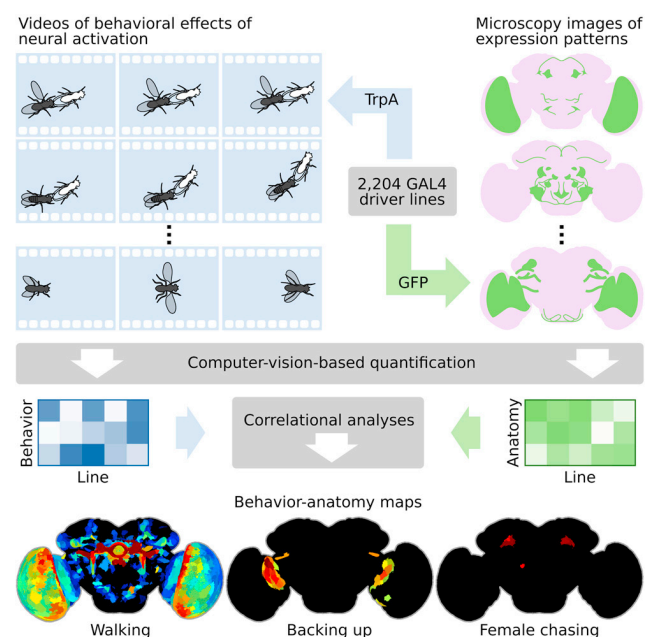 Videos of behavioral effects of
neural activation
Microscopy images of
expression patterns
TrpA
2,204 GAL4
driver lines
GFP
Computer-vision-based quantification
Behavior
Line
Correlational analyses
Anatomy
Line
Behavior-anatomy maps
Walking
Backing up
Female chasing